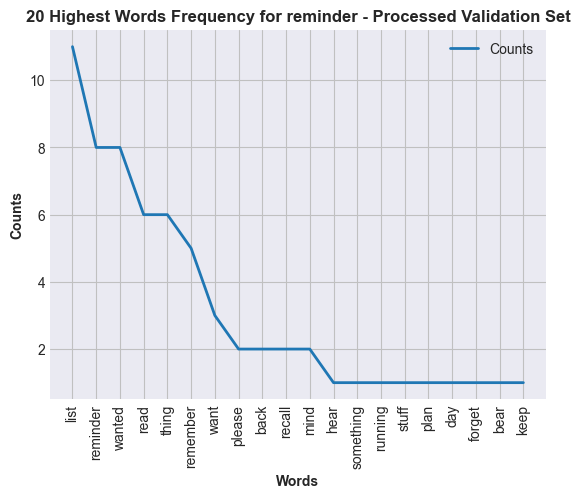 20 Highest Words Frequency for reminder - Processed Validation Set
Counts
10
8
6
4
2
Counts
list
reminder
wanted
read
thing
remember
want
please
back
recall
mind
hear
something
running
stuff
plan
day
forget
bear
keep
Words